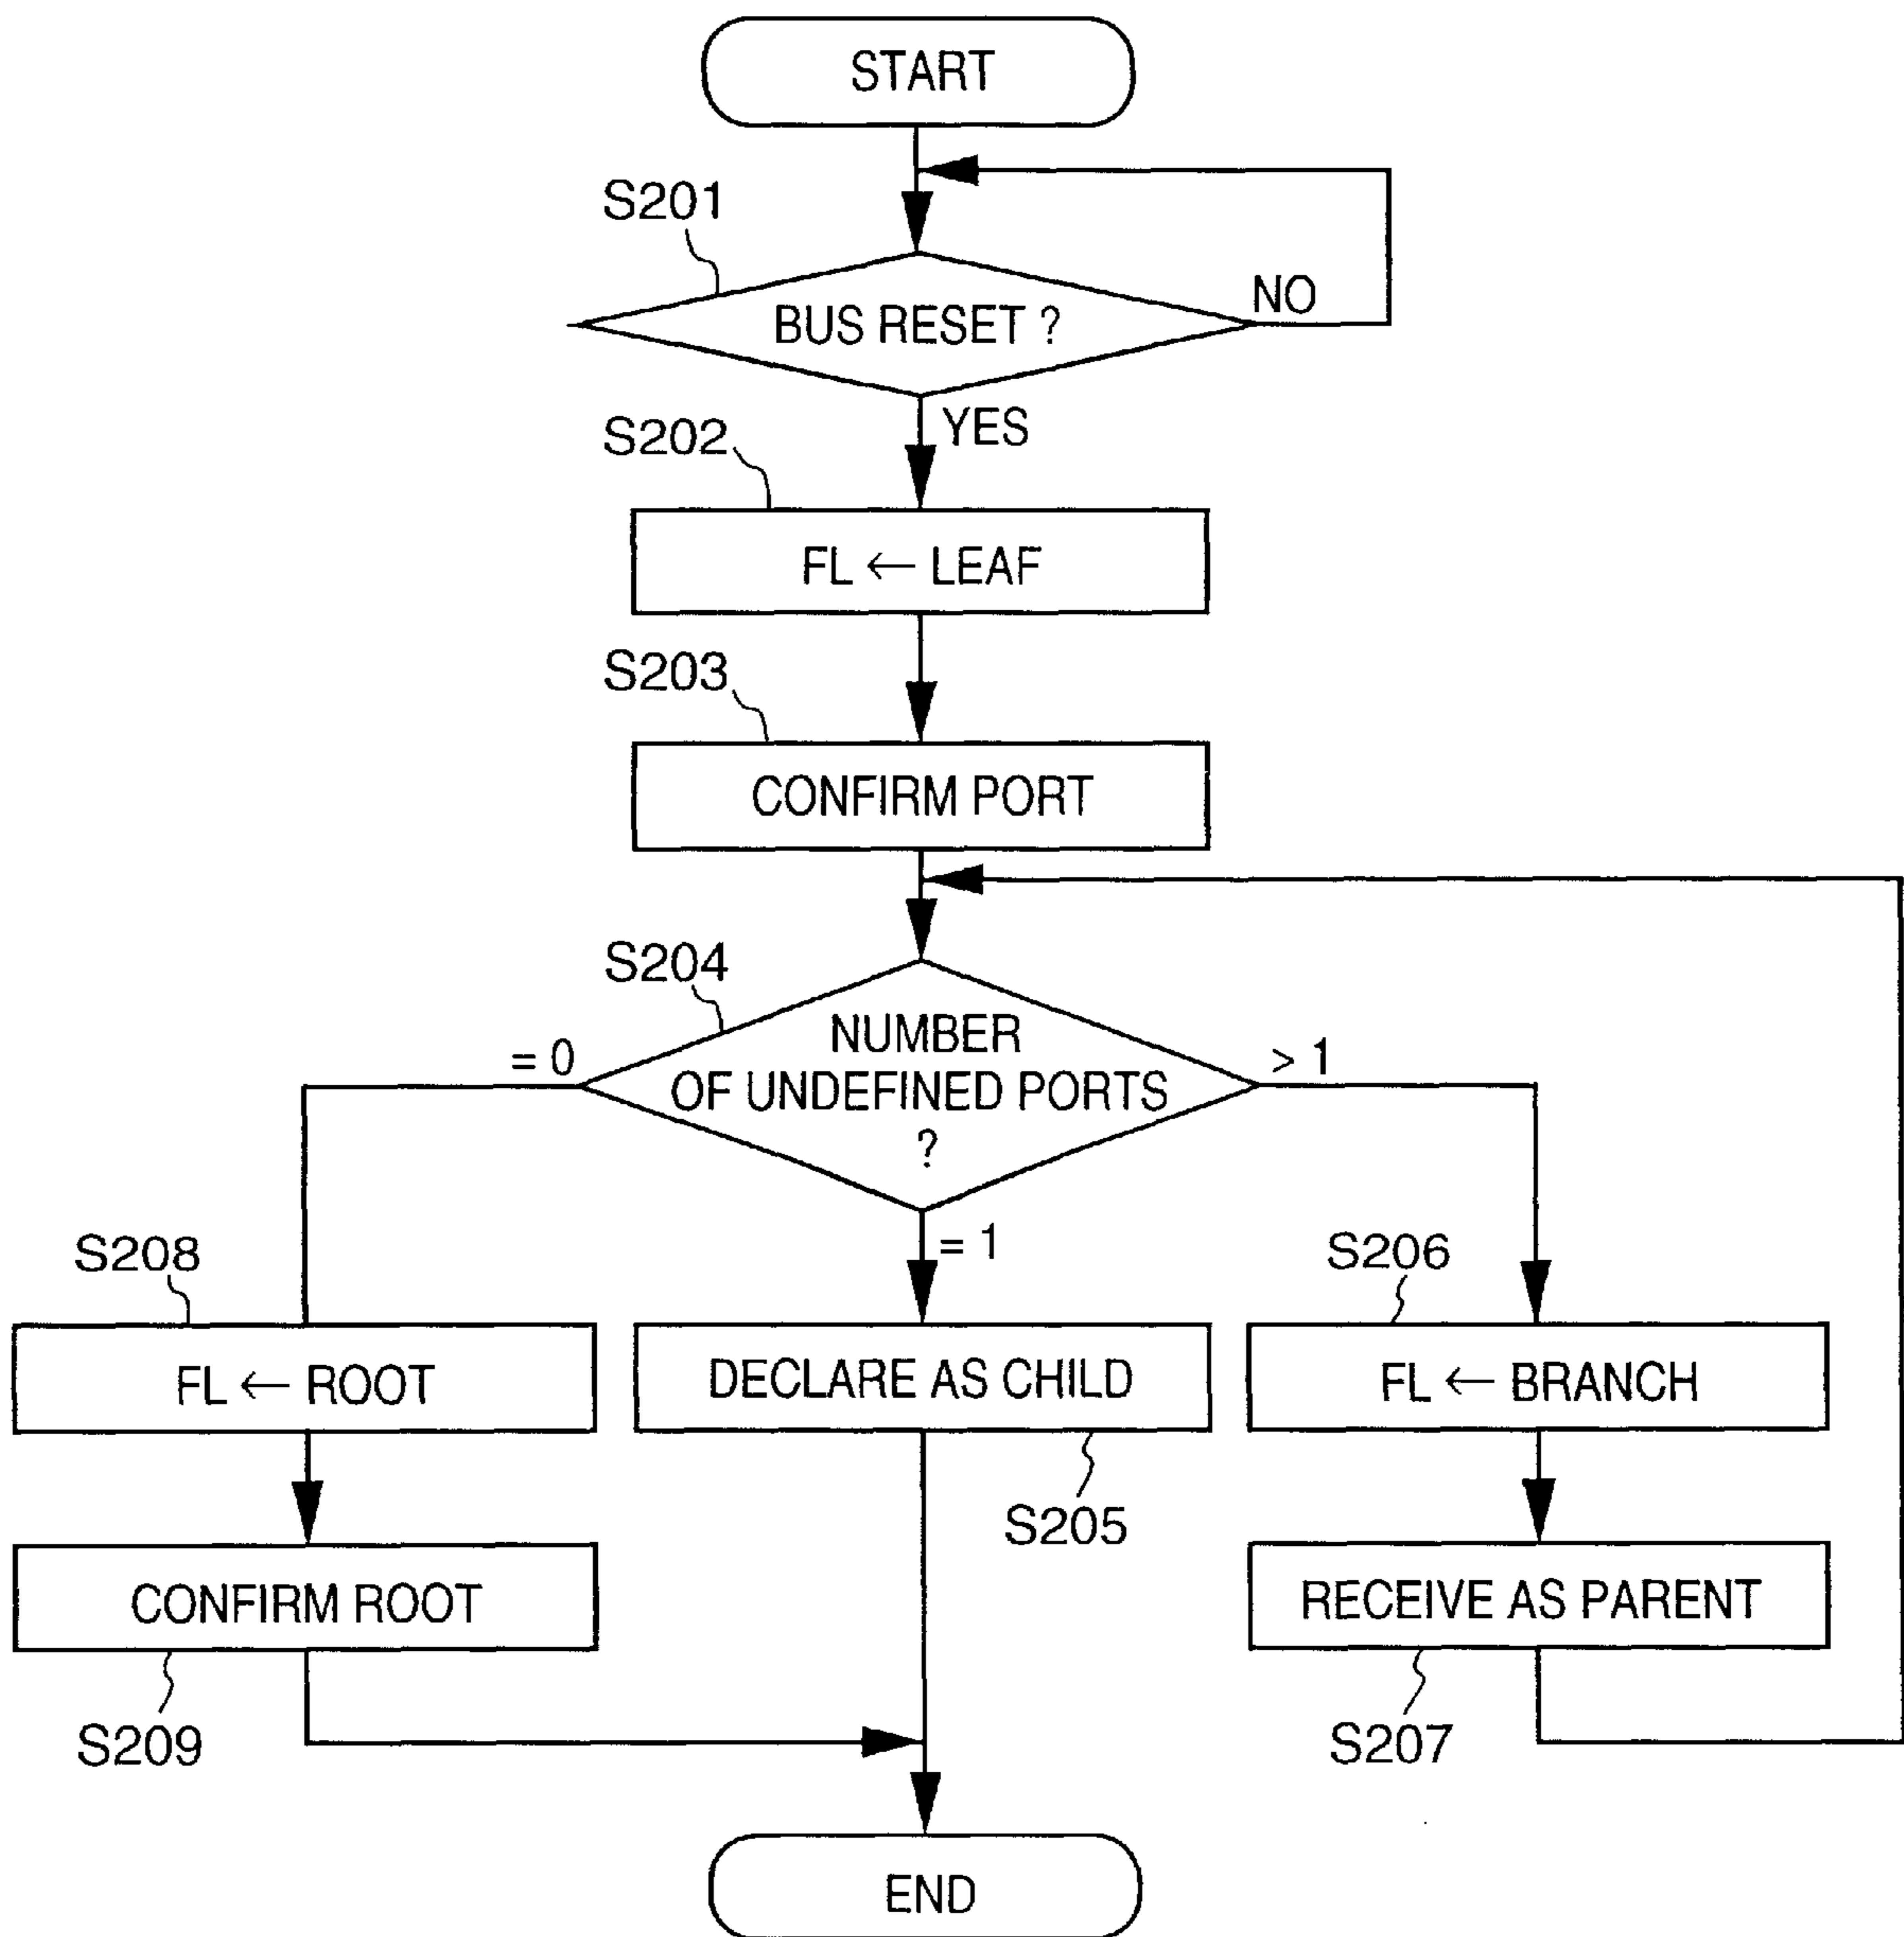 START
S201
BUS RESET ?
NO
YES
S202
FL ← LEAF
S203
CONFIRM PORT
S204
NUMBER
OF UNDEFINED PORTS
?
= 0
= 1
> 1
S208
FL ← ROOT
DECLARE AS CHILD
S205
S206
FL ← BRANCH
CONFIRM ROOT
S209
RECEIVE AS PARENT
S207
END